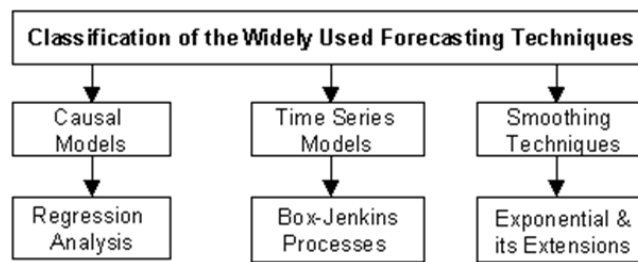 Classification of the Widely Used Forecasting Techniques
Causal
Models
Time Series
Models
Smoothing
Techniques
Regression
Analysis
Box-Jenkins
Processes
Exponential &
its Extensions